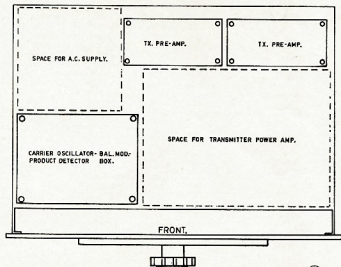 TX. PRE-AMP.
TX. PRE-AMP.
SPACE FOR A.C. SUPPLY.
SPACE FOR TRANSMITTER POWER AMP.
CARRIER OSCILLATOR- BAL. MOD.-
PRODUCT DETECTOR BOX.
FRONT.